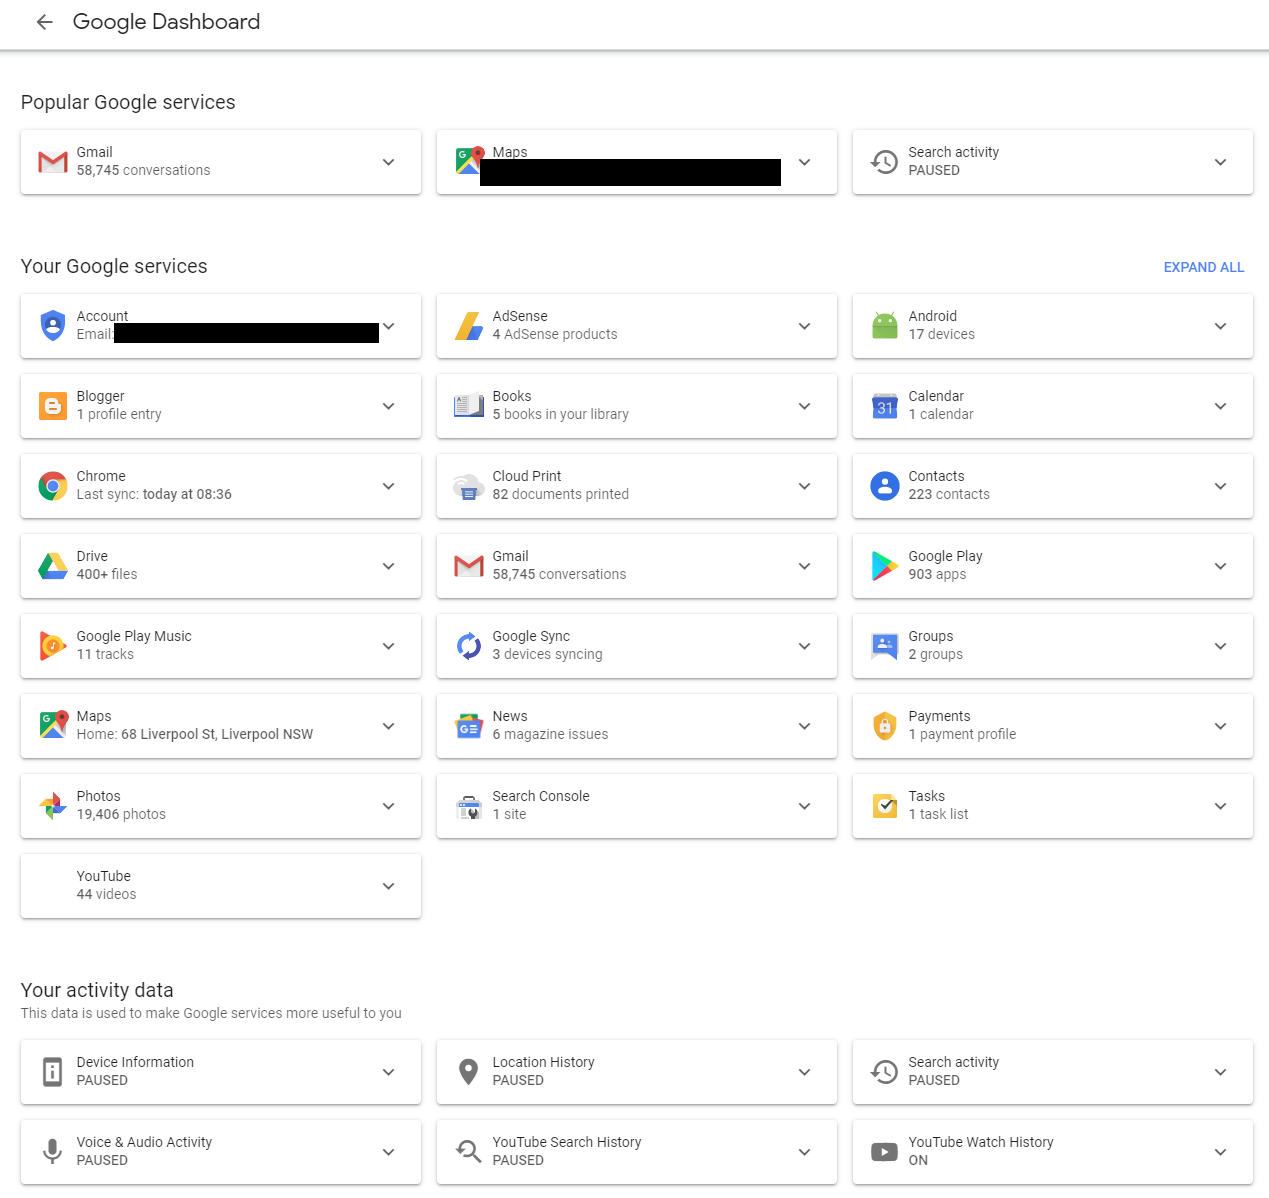 Google Dashboard
Popular Google services
Gmail
58,745 conversations
Maps
Search activity
PAUSED
Your Google services
EXPAND ALL
Account
Email:
AdSense
4 AdSense products
Android
17 devices
Blogger
1 profile entry
Books
5 books in your library
Calendar
1 calendar
31
Chrome
Last sync: today at 08:36
Cloud Print
82 documents printed
Contacts
223 contacts
Drive
400+ files
Gmail
58,745 conversations
Google Play
903 apps
Google Play Music
11 tracks
Google Sync
3 devices syncing
Groups
2 groups
Maps
Home: 68 Liverpool St, Liverpool NSW
News
6 magazine issues
Payments
1 payment profile
Photos
19,406 photos
Search Console
1 site
Tasks
1 task list
YouTube
44 videos
Your activity data
This data is used to make Google services more useful to you
Device Information
PAUSED
Location History
PAUSED
Search activity
PAUSED
Voice & Audio Activity
PAUSED
YouTube Search History
PAUSED
YouTube Watch History
ON